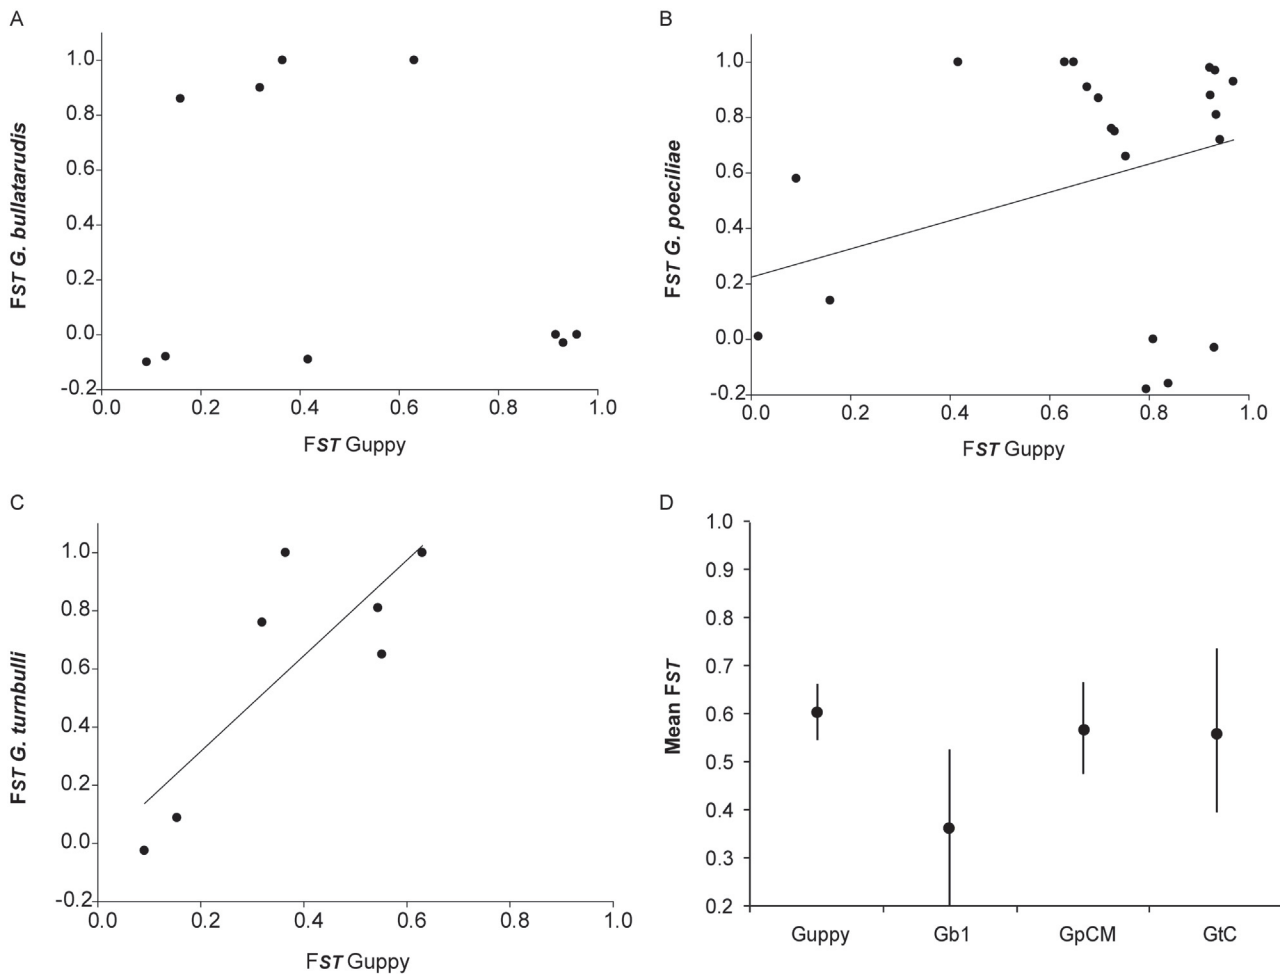 A
1.0
0.8
0.6
0.4
0.2
0.0
-0.2
0.0 0.2 0.4 0.6 0.8 1.0
FST G. bullatarudis
FST Guppy
B
1.0
0.8
0.6
0.4
0.2
0.0
-0.2
0.0 0.2 0.4 0.6 0.8 1.0
FST G. poeciliae
FST Guppy
C
1.0
0.8
0.6
0.4
0.2
0.0
-0.2
0.0 0.2 0.4 0.6 0.8 1.0
FST G. turnbulli
FST Guppy
D
1.0
0.9
0.8
0.7
0.6
0.5
0.4
0.3
0.2
Mean FST
Guppy Gb1 GpCM GtC